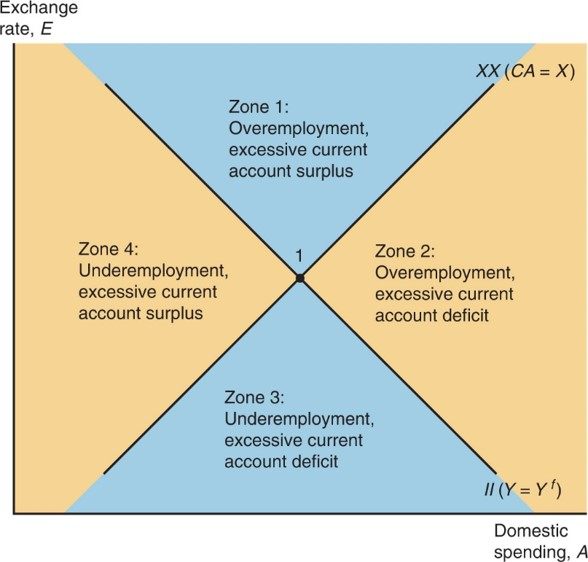 Exchange
rate, E
XX (CA = X)
Zone 1:
Overemployment,
excessive current
account surplus
1
Zone 4:
Underemployment,
excessive current
account surplus
Zone 2:
Overemployment,
excessive current
account deficit
Zone 3:
Underemployment,
excessive current
account deficit
II (Y = Y f)
Domestic
spending, A